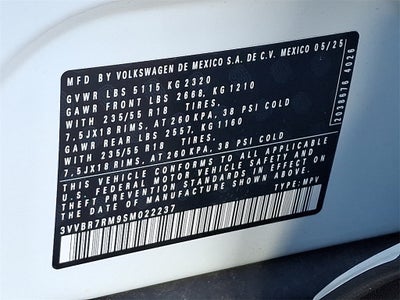 MFD BY VOLKSWAGEN DE MEXICO S.A. DE C.V. MEXICO 05/25
GVWR LBS 5115 KG 2320
GAWR FRONT LBS 2668, KG 1210
WITH 235/55 R18 TIRES.
7.5JX18 RIMS, AT 260 KPA, 38 PSI COLD
GAWR REAR LBS 2557, KG 1160
WITH 235/55 R18 TIRES.
7.5JX18 RIMS, AT 260 KPA, 38 PSI COLD
THIS VEHICLE CONFORMS TO ALL APPLICABLE
U.S. FEDERAL MOTOR VEHICLE SAFETY AND
THEFT PREVENTION STANDARDS IN EFFECT ON
THE DATE OF MANUFACTURE SHOWN ABOVE.
3VVBR7RM9SM022237 TYPE: MPV
2038676 4026